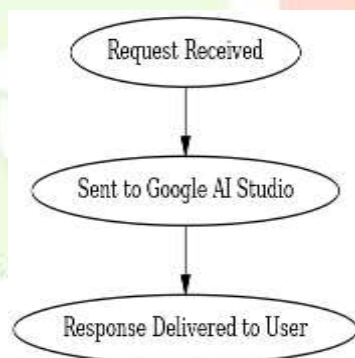 Request Received
Sent to Google AI Studio
Response Delivered to User